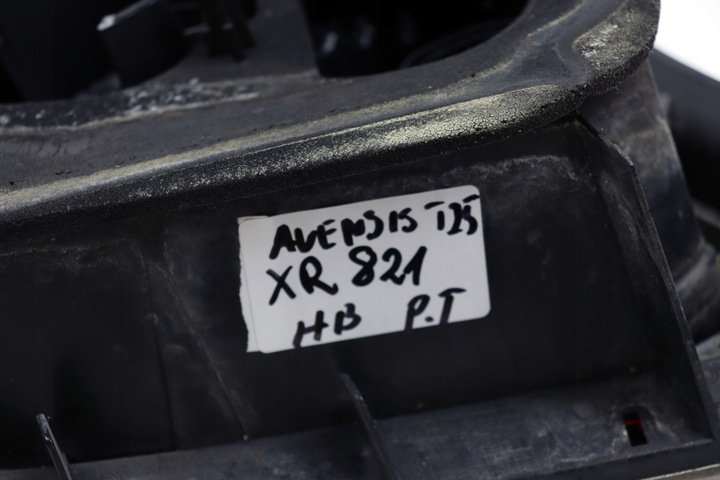 AVENSIS T25
XR 821
HB P.T